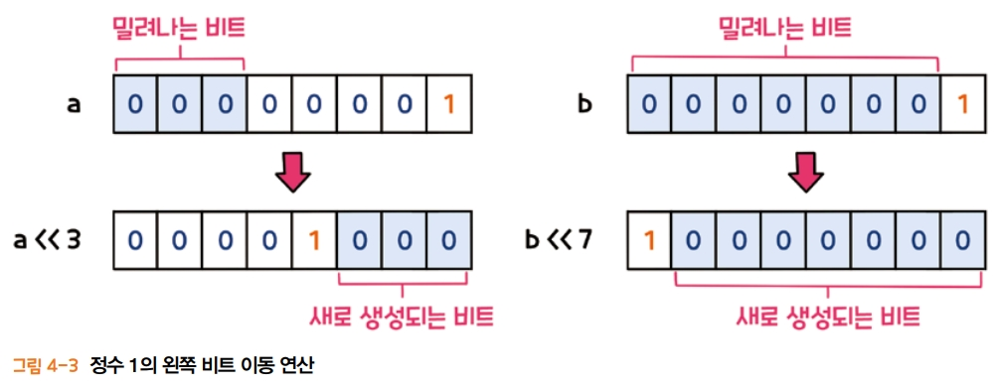 밀려나는 비트
밀려나는 비트
a 0 0 0 0 0 0 0 1
b 0 0 0 0 0 0 0 1
a << 3 0 0 0 0 1 0 0 0
b << 7 1 0 0 0 0 0 0 0
새로 생성되는 비트
새로 생성되는 비트
그림 4-3 정수 1의 왼쪽 비트 이동 연산